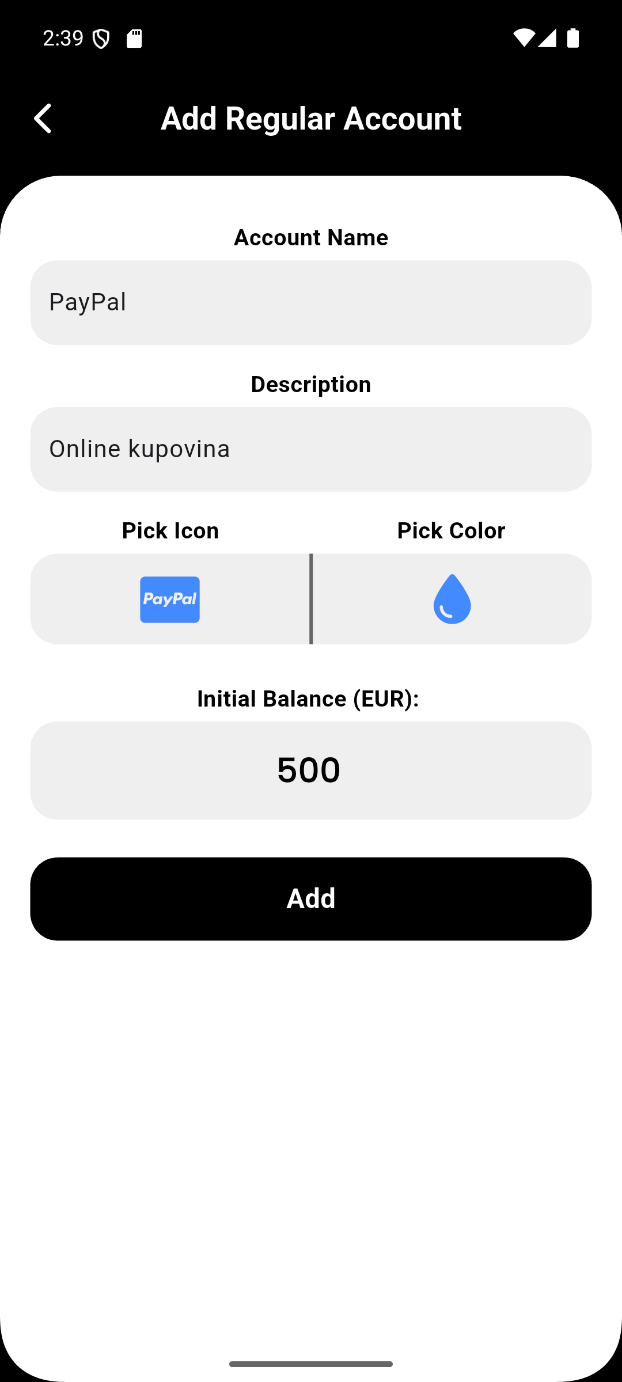 2:39
Add Regular Account
Account Name
PayPal
Description
Online kupovina
Pick Icon
Pick Color
PayPal
Initial Balance (EUR):
500
Add